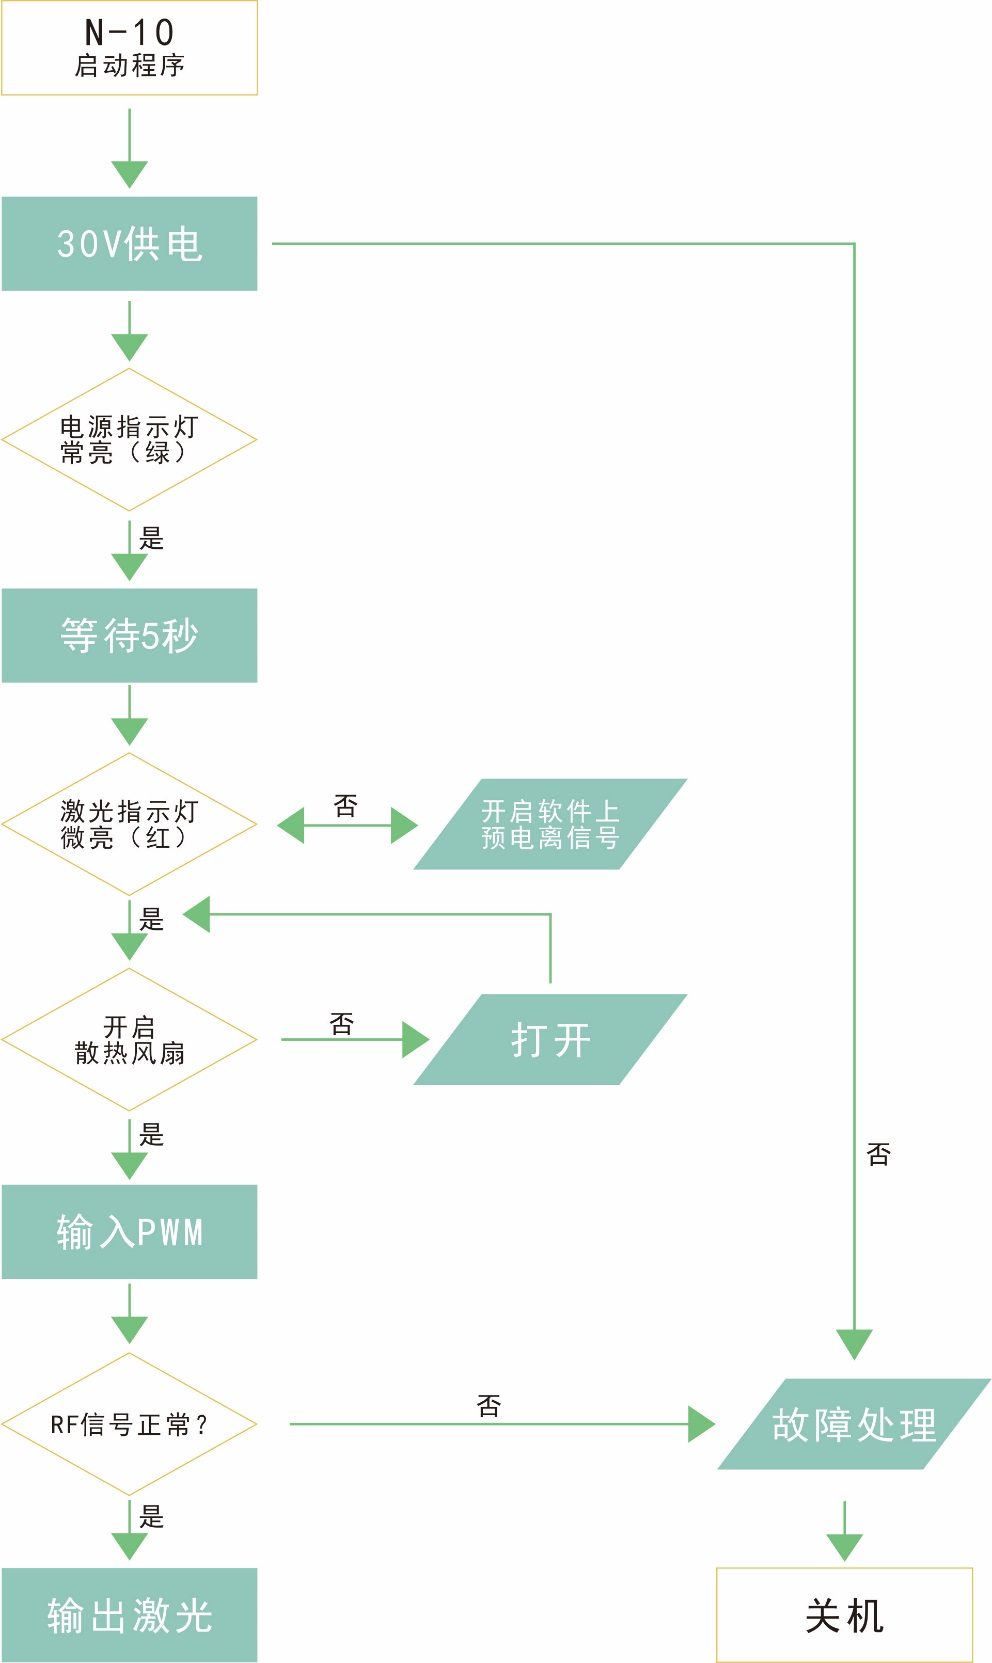 N-10
启动程序
30V供电
电源指示灯
常亮（绿）
是
等待5秒
激光指示灯
微亮（红）
否
开启软件上
预电离信号
是
开启
散热风扇
否
打开
是
否
输入PWM
RF信号正常?
否
故障处理
是
输出激光
关机